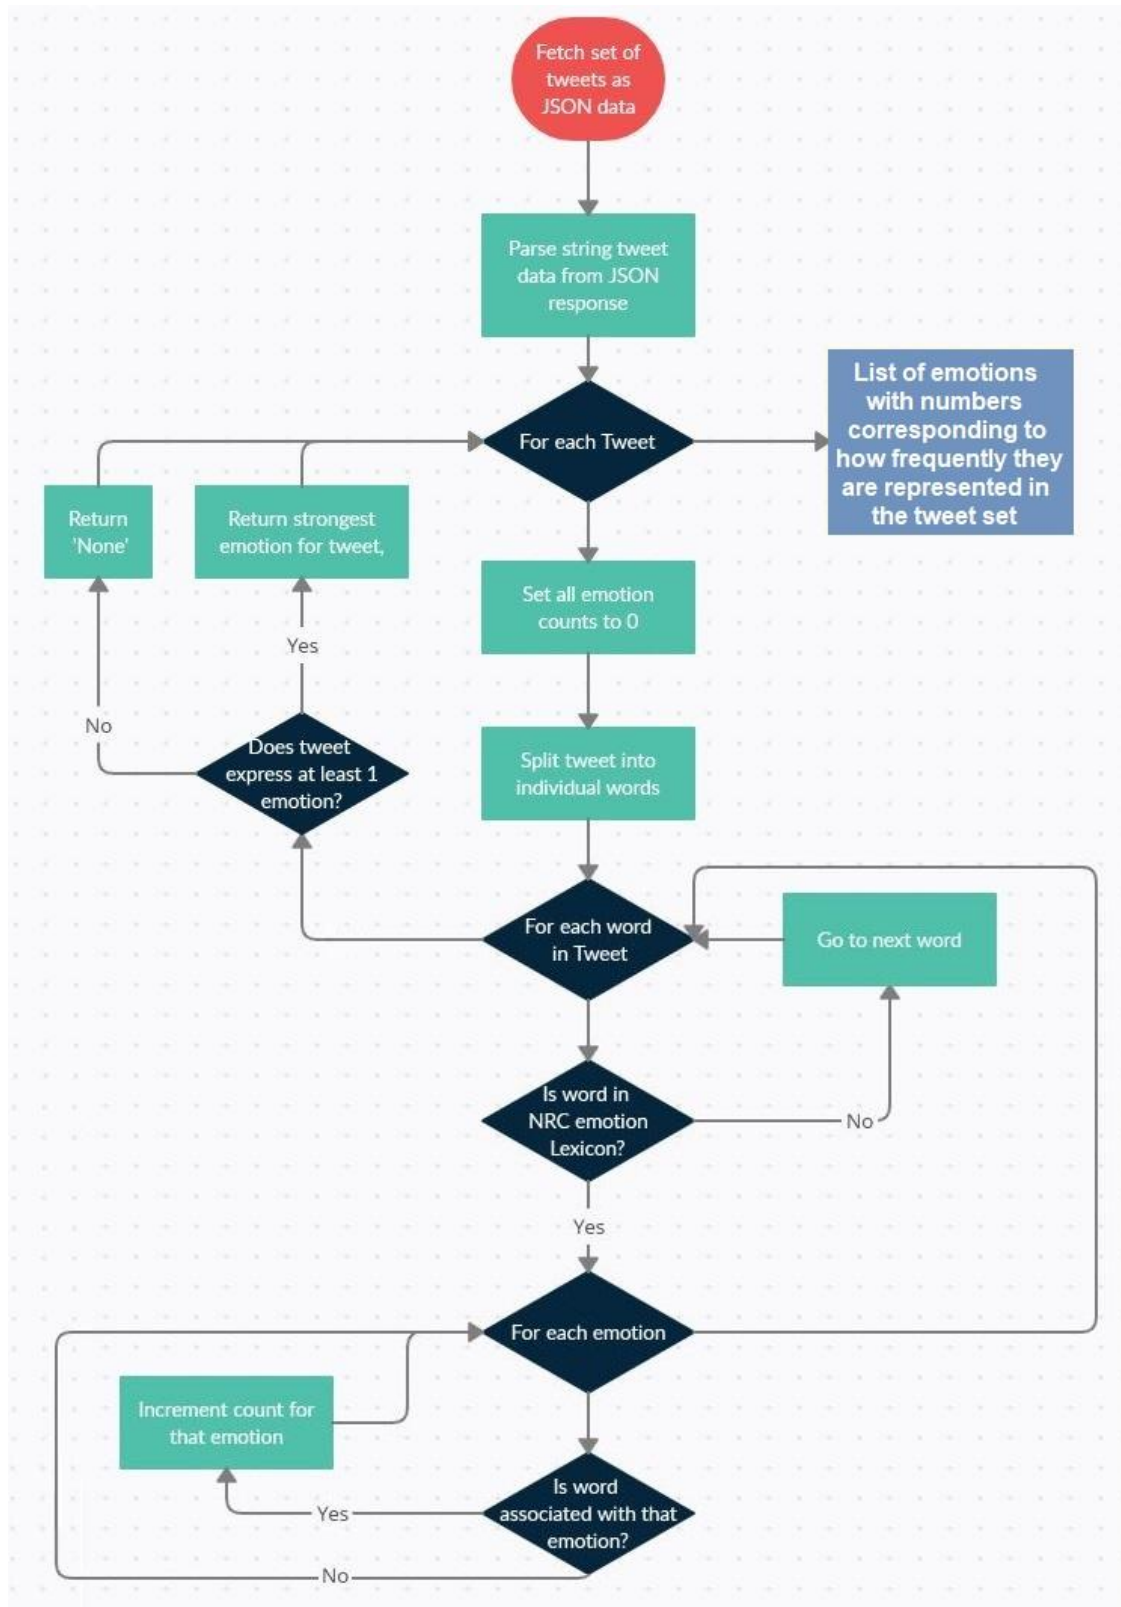 Fetch set of
tweets as
JSON data
Parse string tweet
data from JSON
response
For each Tweet
List of emotions
with numbers
corresponding to
how frequently they
are represented in
the tweet set
Return
'None'
Return strongest
emotion for tweet,
Set all emotion
counts to 0
Yes
No
Does tweet
express at least 1
emotion?
Split tweet into
individual words
For each word
in Tweet
Go to next word
Is word in
NRC emotion
Lexicon?
No
Yes
For each emotion
Increment count for
that emotion
Is word
associated with that
emotion?
Yes
No